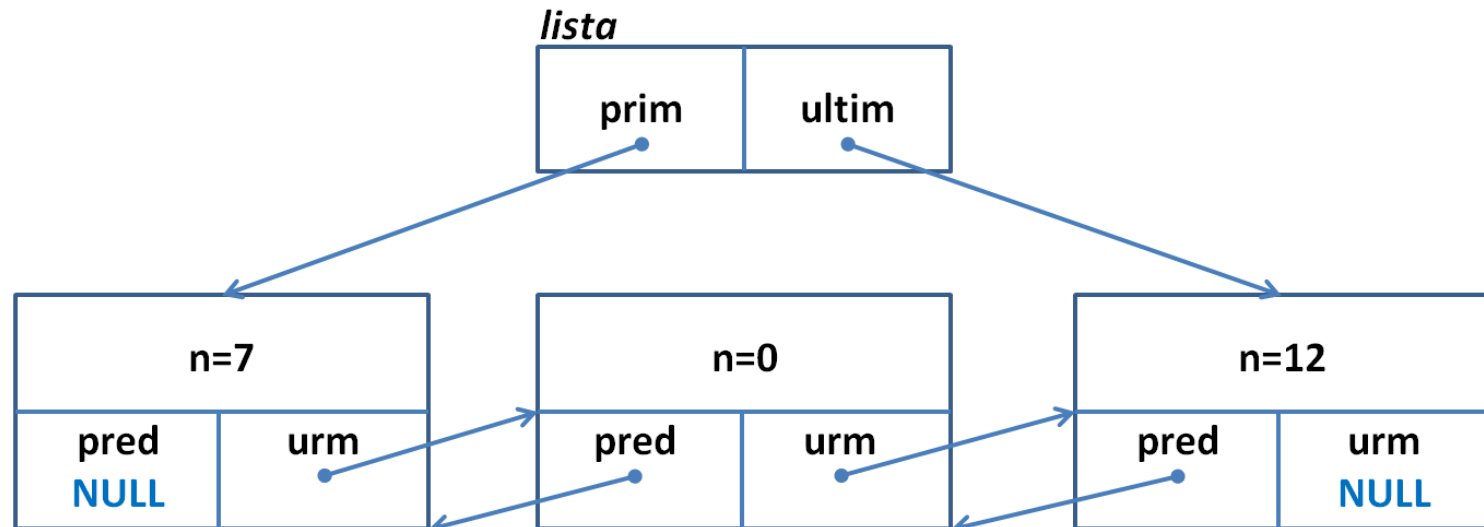 lista
prim ultim
n=7 n=0 n=12
pred urm pred urm pred urm
NULL NULL